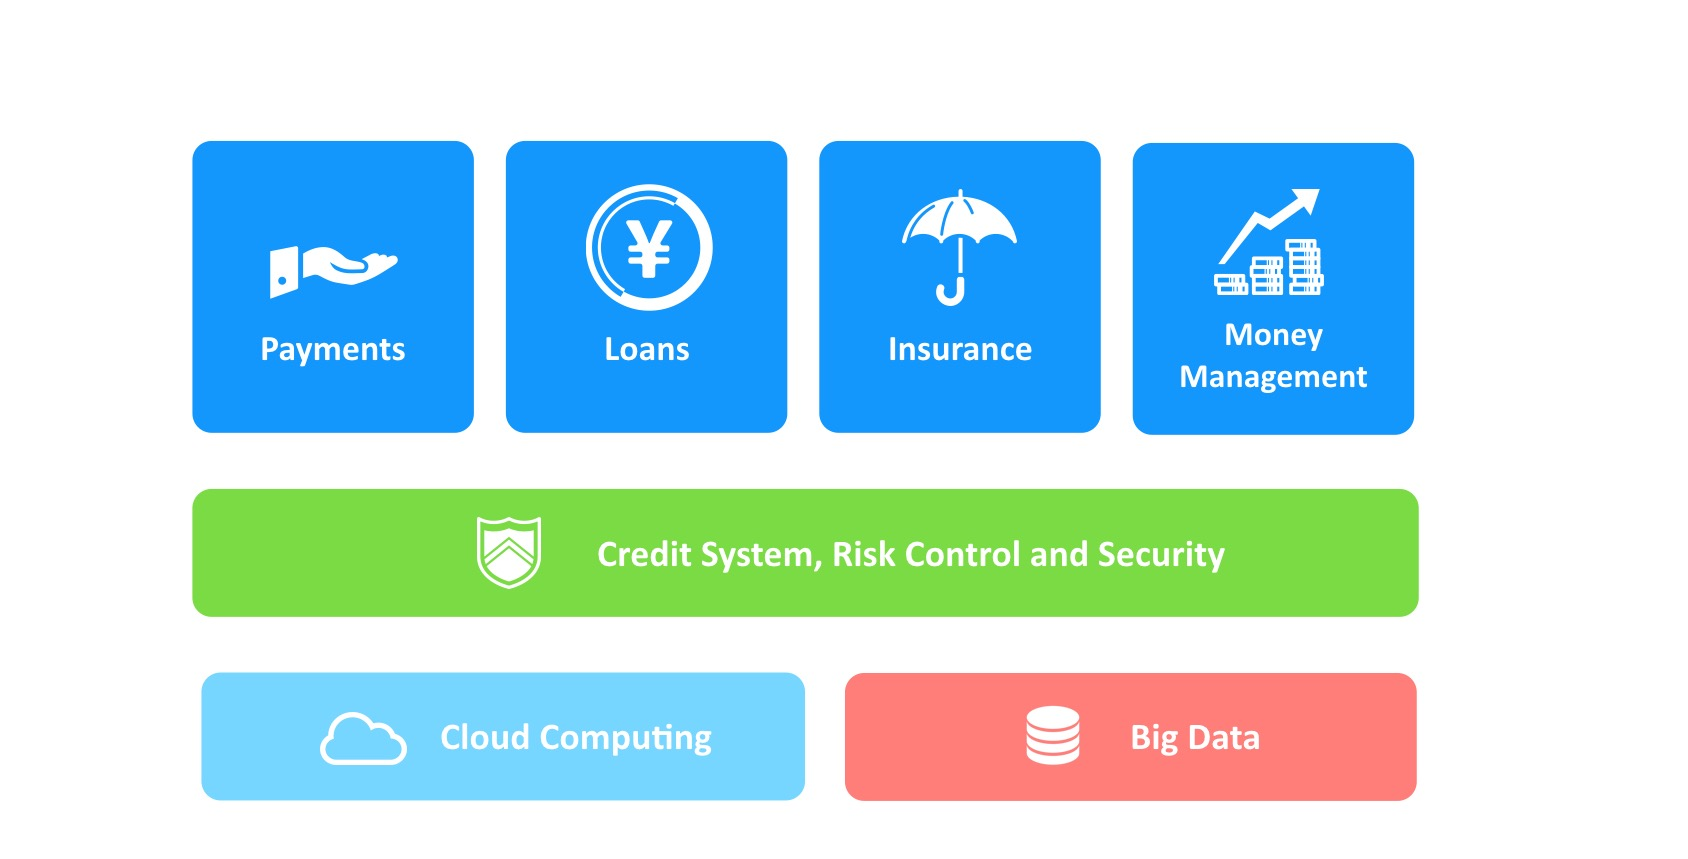 Payments
Loans
¥
Insurance
Money
Management
Credit System, Risk Control and Security
Cloud Computing
Big Data